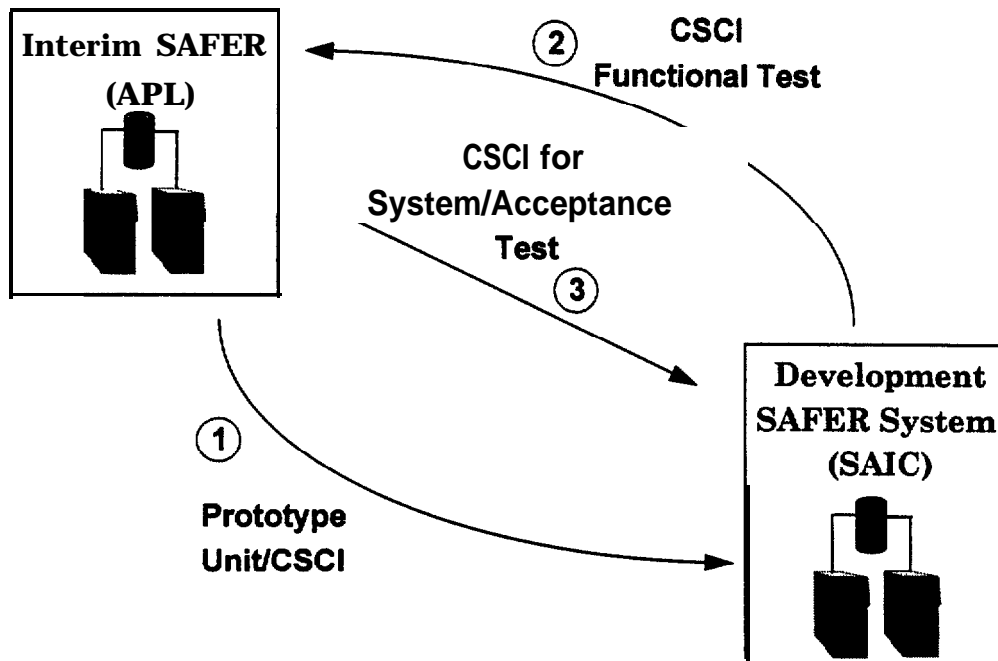 Interim SAFER
(APL)
2
CSCI
Functional Test
CSCI for
System/Acceptance
Test
3
1
Prototype
Unit/CSCI
Development
SAFER System
(SAIC)